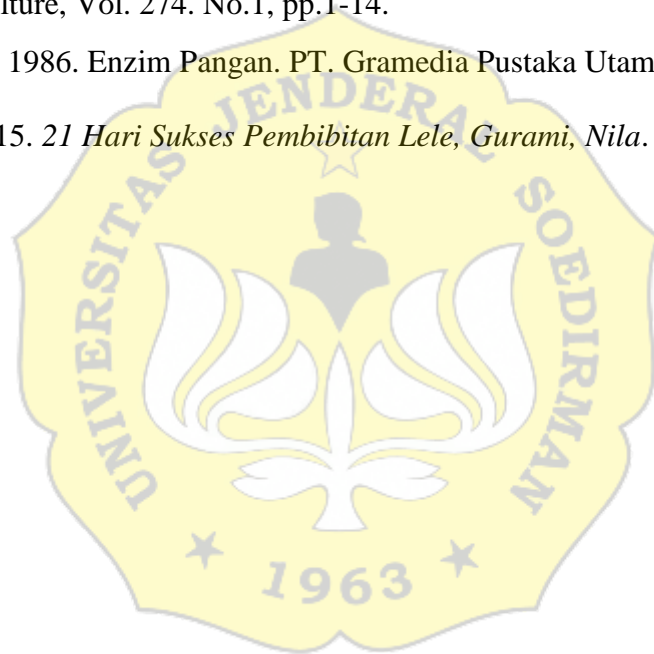 lture, Vol. 274. No.1, pp.1-14.
1986. Enzim Pangan. PT. Gramedia Pustaka Utam
15. 21 Hari Sukses Pembibitan Lele, Gurami, Nila.
UNIVERSITAS JENDERAL SOEDIRMAN
1963